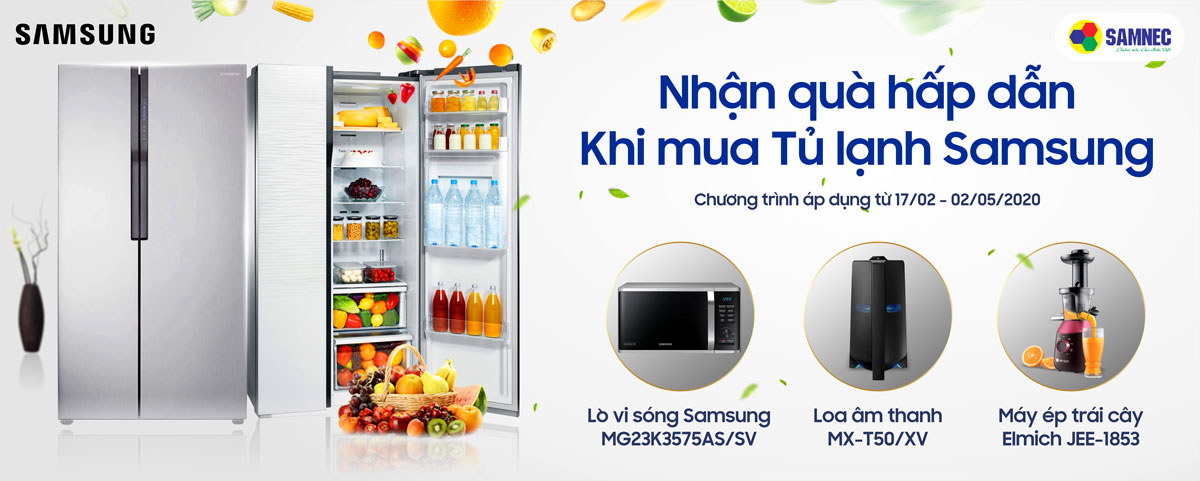 SAMSUNG
SAMNEC
Nhận quà hấp dẫn
Khi mua Tủ lạnh Samsung
Chương trình áp dụng từ 17/02 - 02/05/2020
Lò vi sóng Samsung
MG23K3575AS/SV
Loa âm thanh
MX-T50/XV
Máy ép trái cây
Elmich JEE-1853